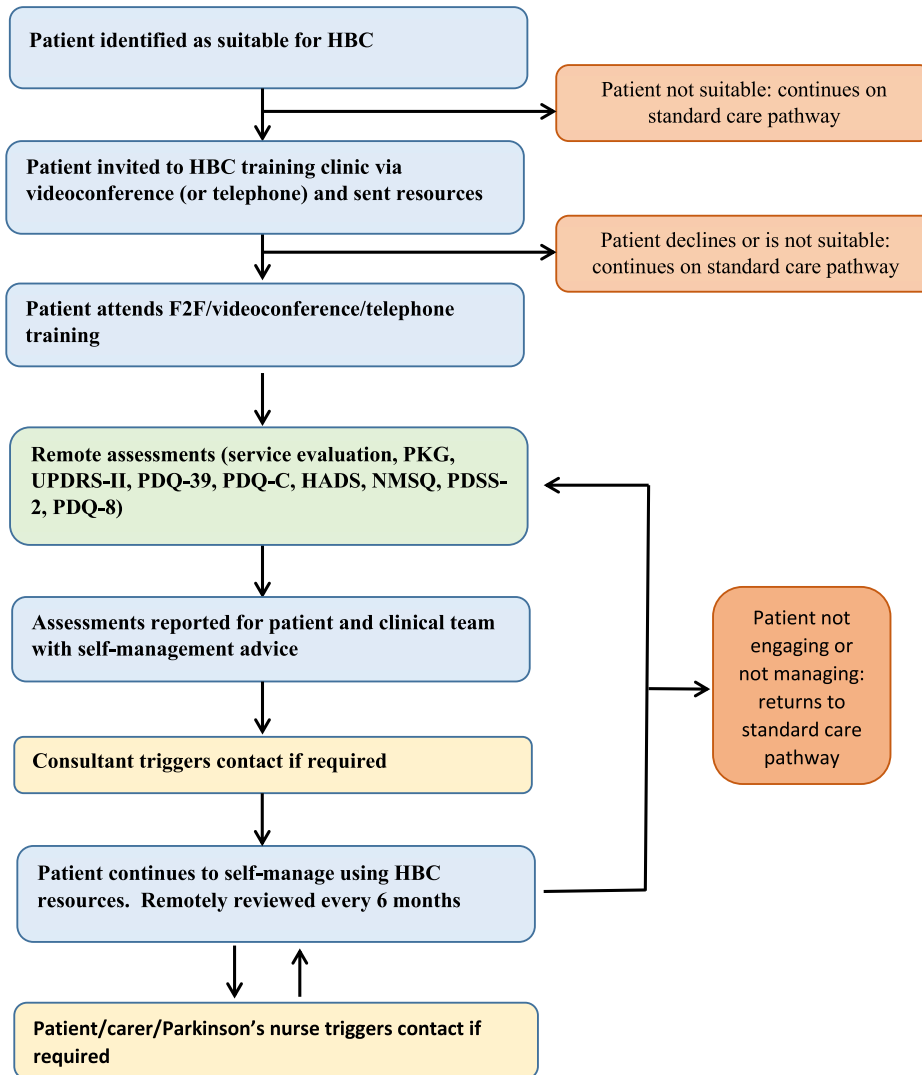 Patient identified as suitable for HBC
Patient not suitable: continues on
standard care pathway
Patient invited to HBC training clinic via
videoconference (or telephone) and sent resources
Patient declines or is not suitable:
continues on standard care pathway
Patient attends F2F/videoconference/telephone
training
Remote assessments (service evaluation, PKG,
UPDRS-II, PDQ-39, PDQ-C, HADS, NMSQ, PDSS-
2, PDQ-8)
Assessments reported for patient and clinical team
with self-management advice
Patient not
engaging or
not managing:
returns to
standard care
pathway
Consultant triggers contact if required
Patient continues to self-manage using HBC
resources.  Remotely reviewed every 6 months
Patient/carer/Parkinson’s nurse triggers contact if
required